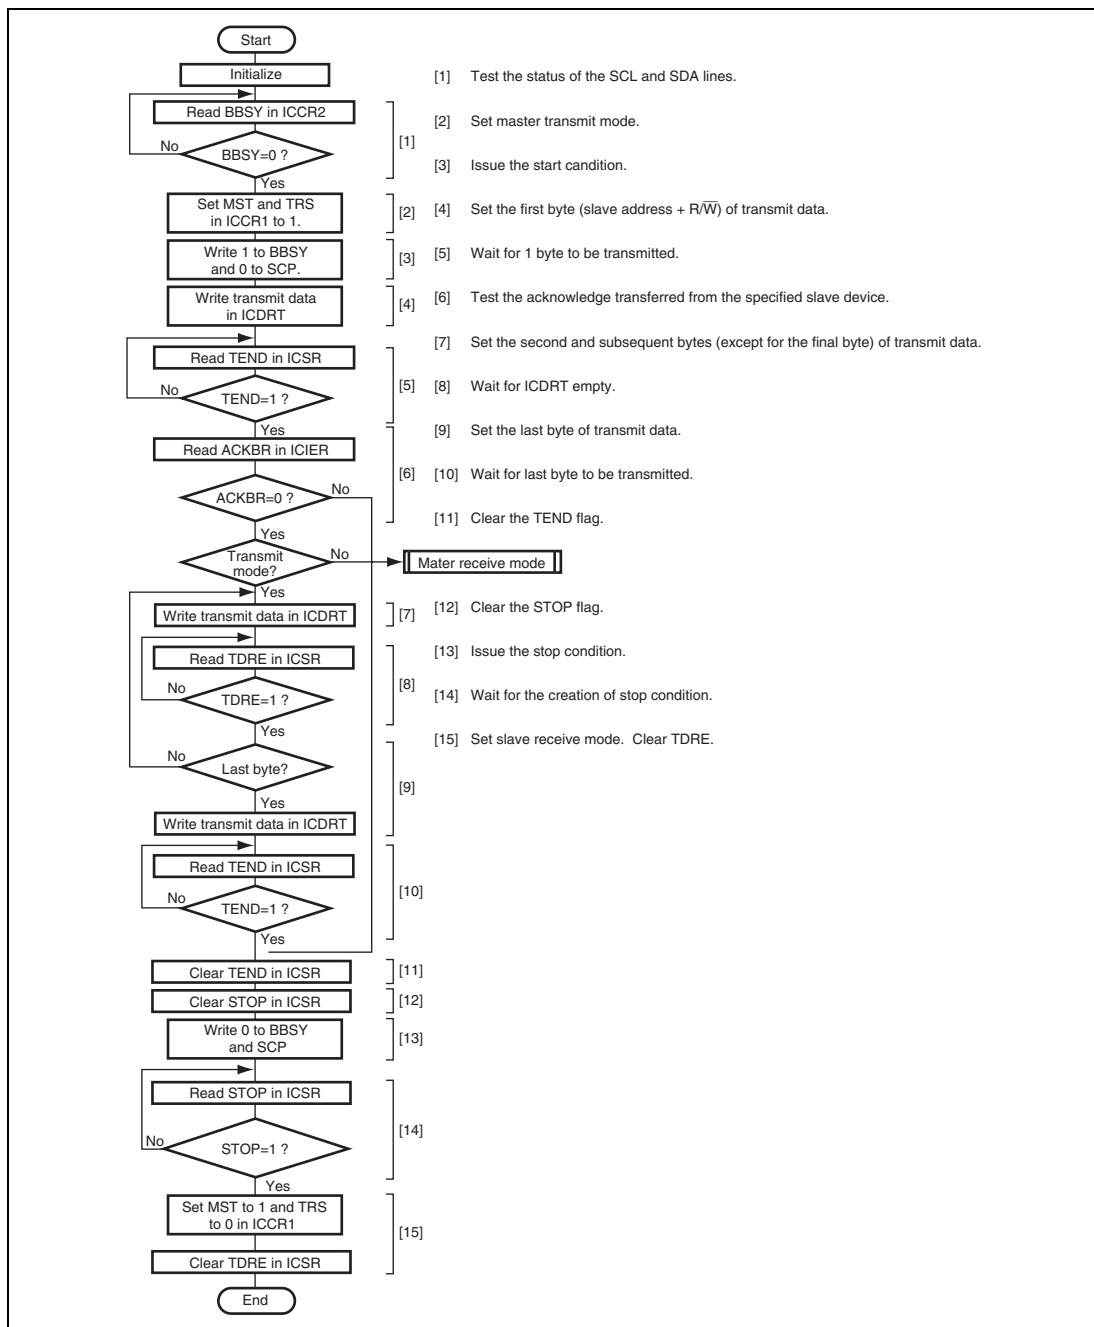 Start
Initialize
Read BBSY in ICCR2
No
BBSY=0 ?
[1]
Yes
Set MST and TRS
in ICCR1 to 1.
[2]
Write 1 to BBSY
and 0 to SCP.
[3]
Write transmit data
in ICDRT
[4]
Read TEND in ICSR
No
TEND=1 ?
[5]
Yes
Read ACKBR in ICIER
[6]
No
ACKBR=0 ?
Yes
Transmit
mode?
No
Mater receive mode
Yes
Write transmit data in ICDRT
[7]
Read TDRE in ICSR
No
TDRE=1 ?
[8]
Yes
No
Last byte?
[9]
Yes
Write transmit data in ICDRT
Read TEND in ICSR
No
TEND=1 ?
[10]
Yes
Clear TEND in ICSR
[11]
Clear STOP in ICSR
[12]
Write 0 to BBSY
and SCP
[13]
Read STOP in ICSR
No
STOP=1 ?
[14]
Yes
Set MST to 1 and TRS
to 0 in ICCR1
[15]
Clear TDRE in ICSR
End
[1] Test the status of the SCL and SDA lines.
[2] Set master transmit mode.
[3] Issue the start candition.
[4] Set the first byte (slave address + R/W̅) of transmit data.
[5] Wait for 1 byte to be transmitted.
[6] Test the acknowledge transferred from the specified slave device.
[7] Set the second and subsequent bytes (except for the final byte) of transmit data.
[8] Wait for ICDRT empty.
[9] Set the last byte of transmit data.
[10] Wait for last byte to be transmitted.
[11] Clear the TEND flag.
[12] Clear the STOP flag.
[13] Issue the stop condition.
[14] Wait for the creation of stop condition.
[15] Set slave receive mode. Clear TDRE.